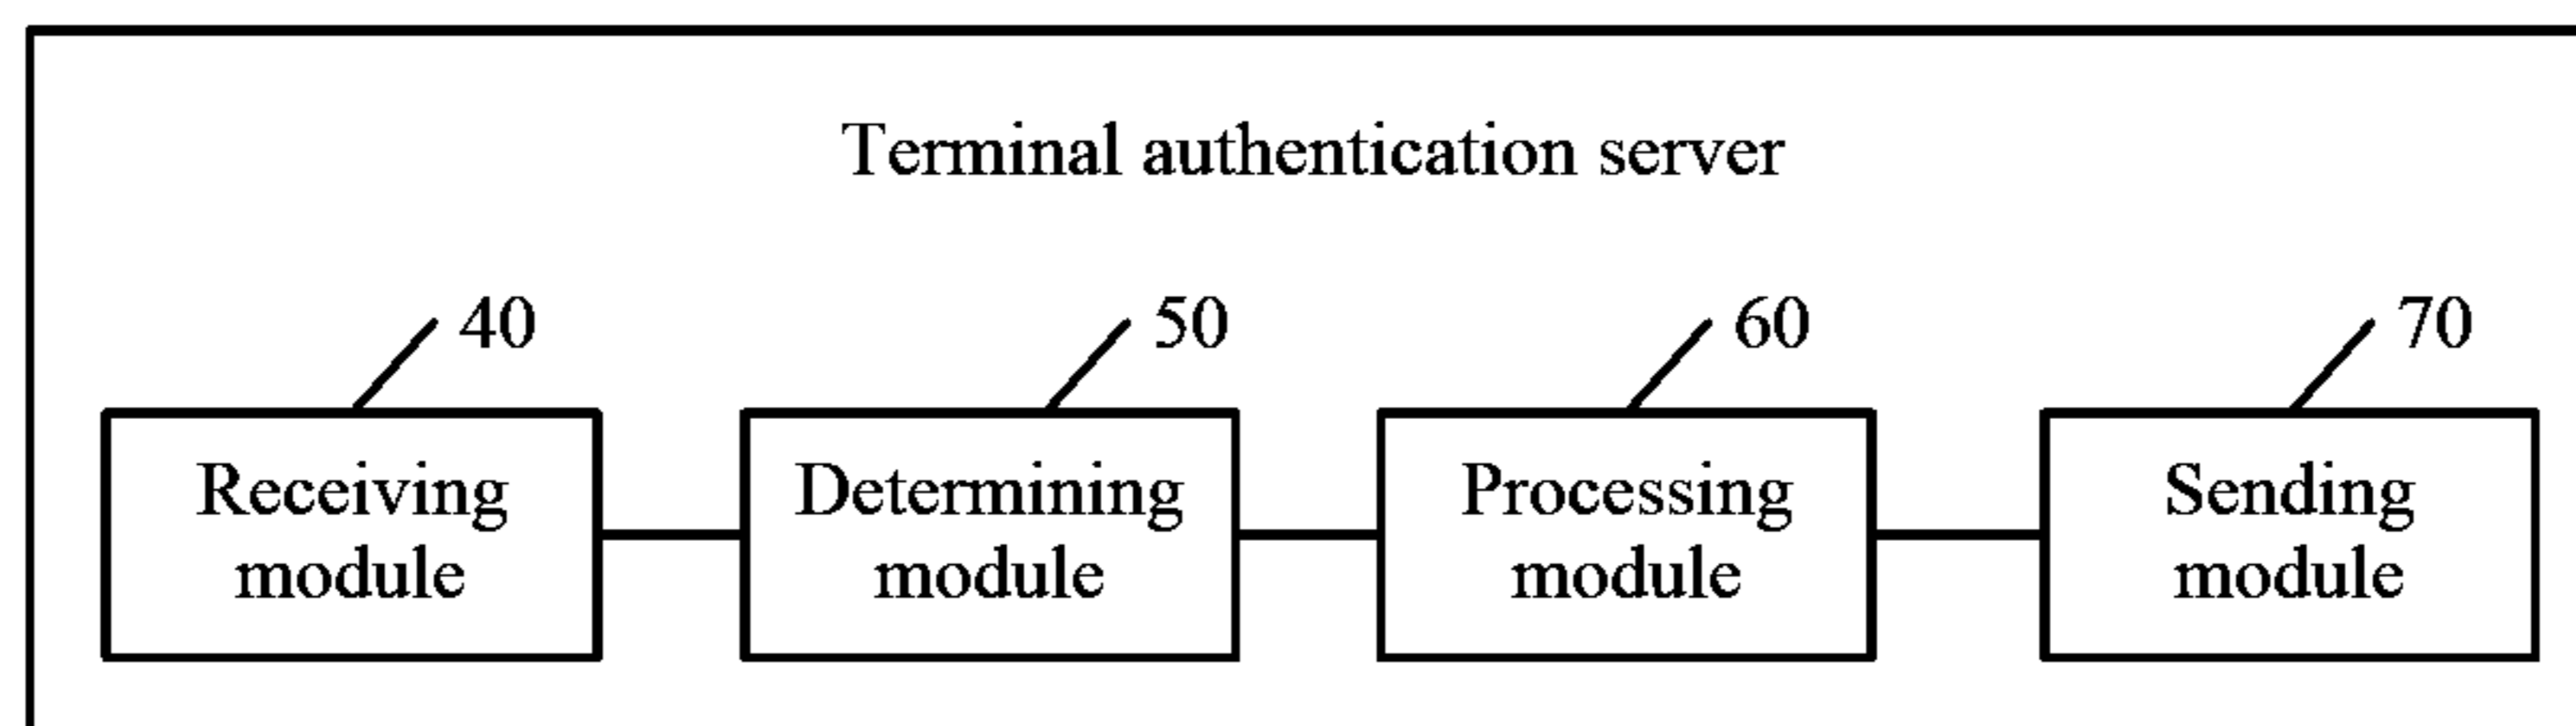 Terminal authentication server
40
50
60
70
Receiving
module
Determining
module
Processing
module
Sending
module